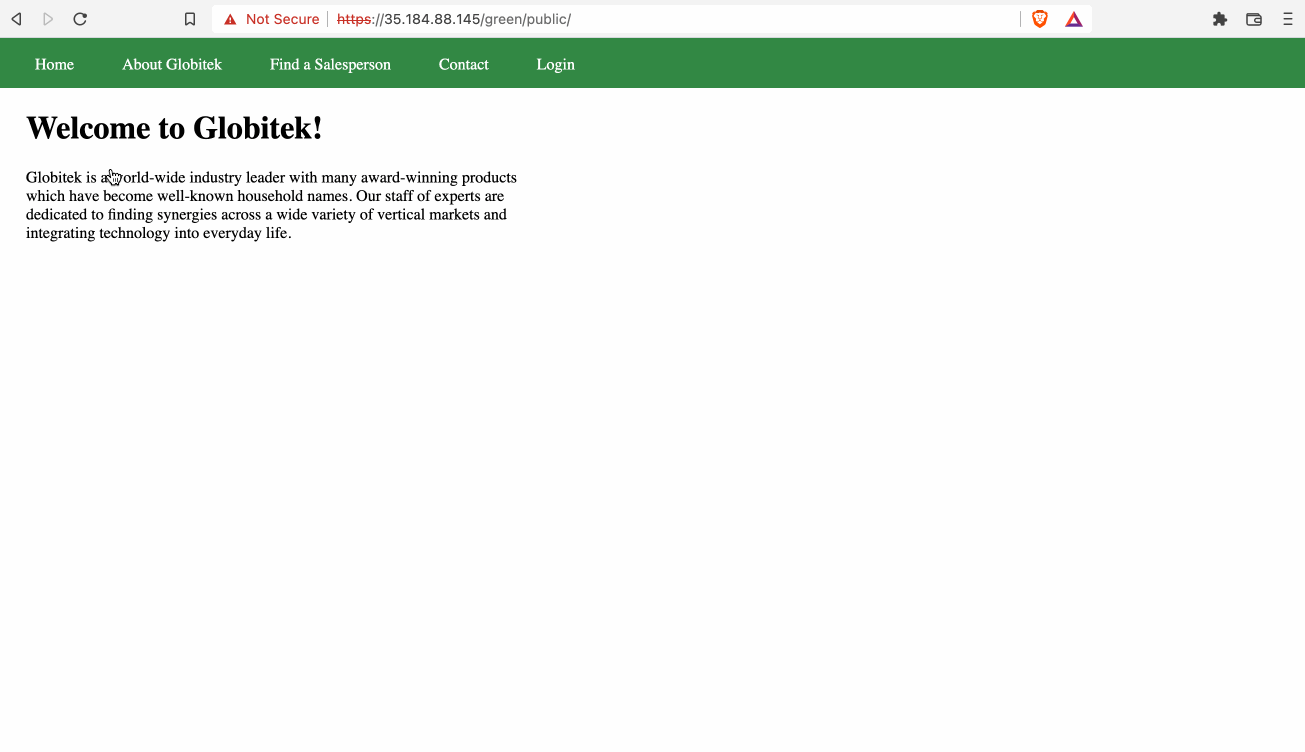 Not Secure https://35.184.88.145/green/public/
Home About Globitek Find a Salesperson Contact Login
Welcome to Globitek!
Globitek is a world-wide industry leader with many award-winning products
which have become well-known household names. Our staff of experts are
dedicated to finding synergies across a wide variety of vertical markets and
integrating technology into everyday life.